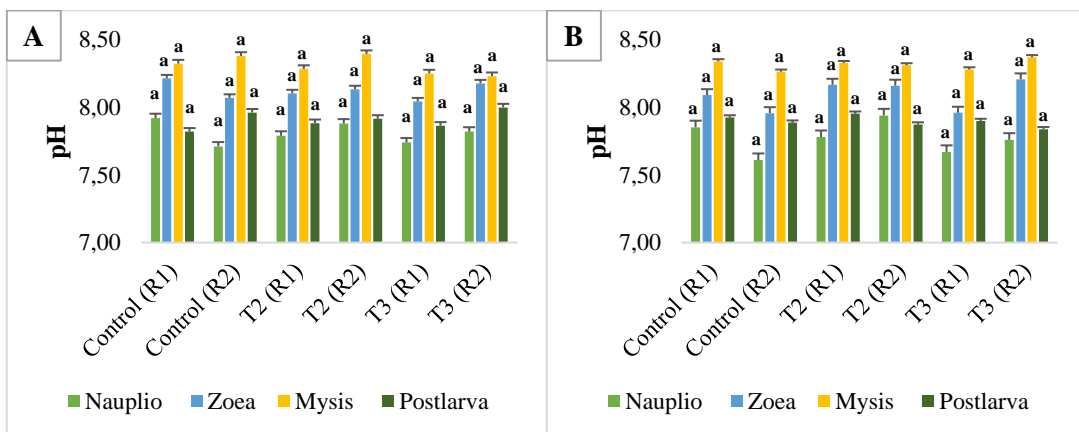 A
pH
8,50
8,00
7,50
7,00
a a a a a a a a a a a a a a a a a a a a a a a a
Control (R1) Control (R2) T2 (R1) T2 (R2) T3 (R1) T3 (R2)
Nauplio Zoea Mysis Postlarva
B
pH
8,50
8,00
7,50
7,00
a a a a a a a a a a a a a a a a a a a a a a a a
Control (R1) Control (R2) T2 (R1) T2 (R2) T3 (R1) T3 (R2)
Nauplio Zoea Mysis Postlarva